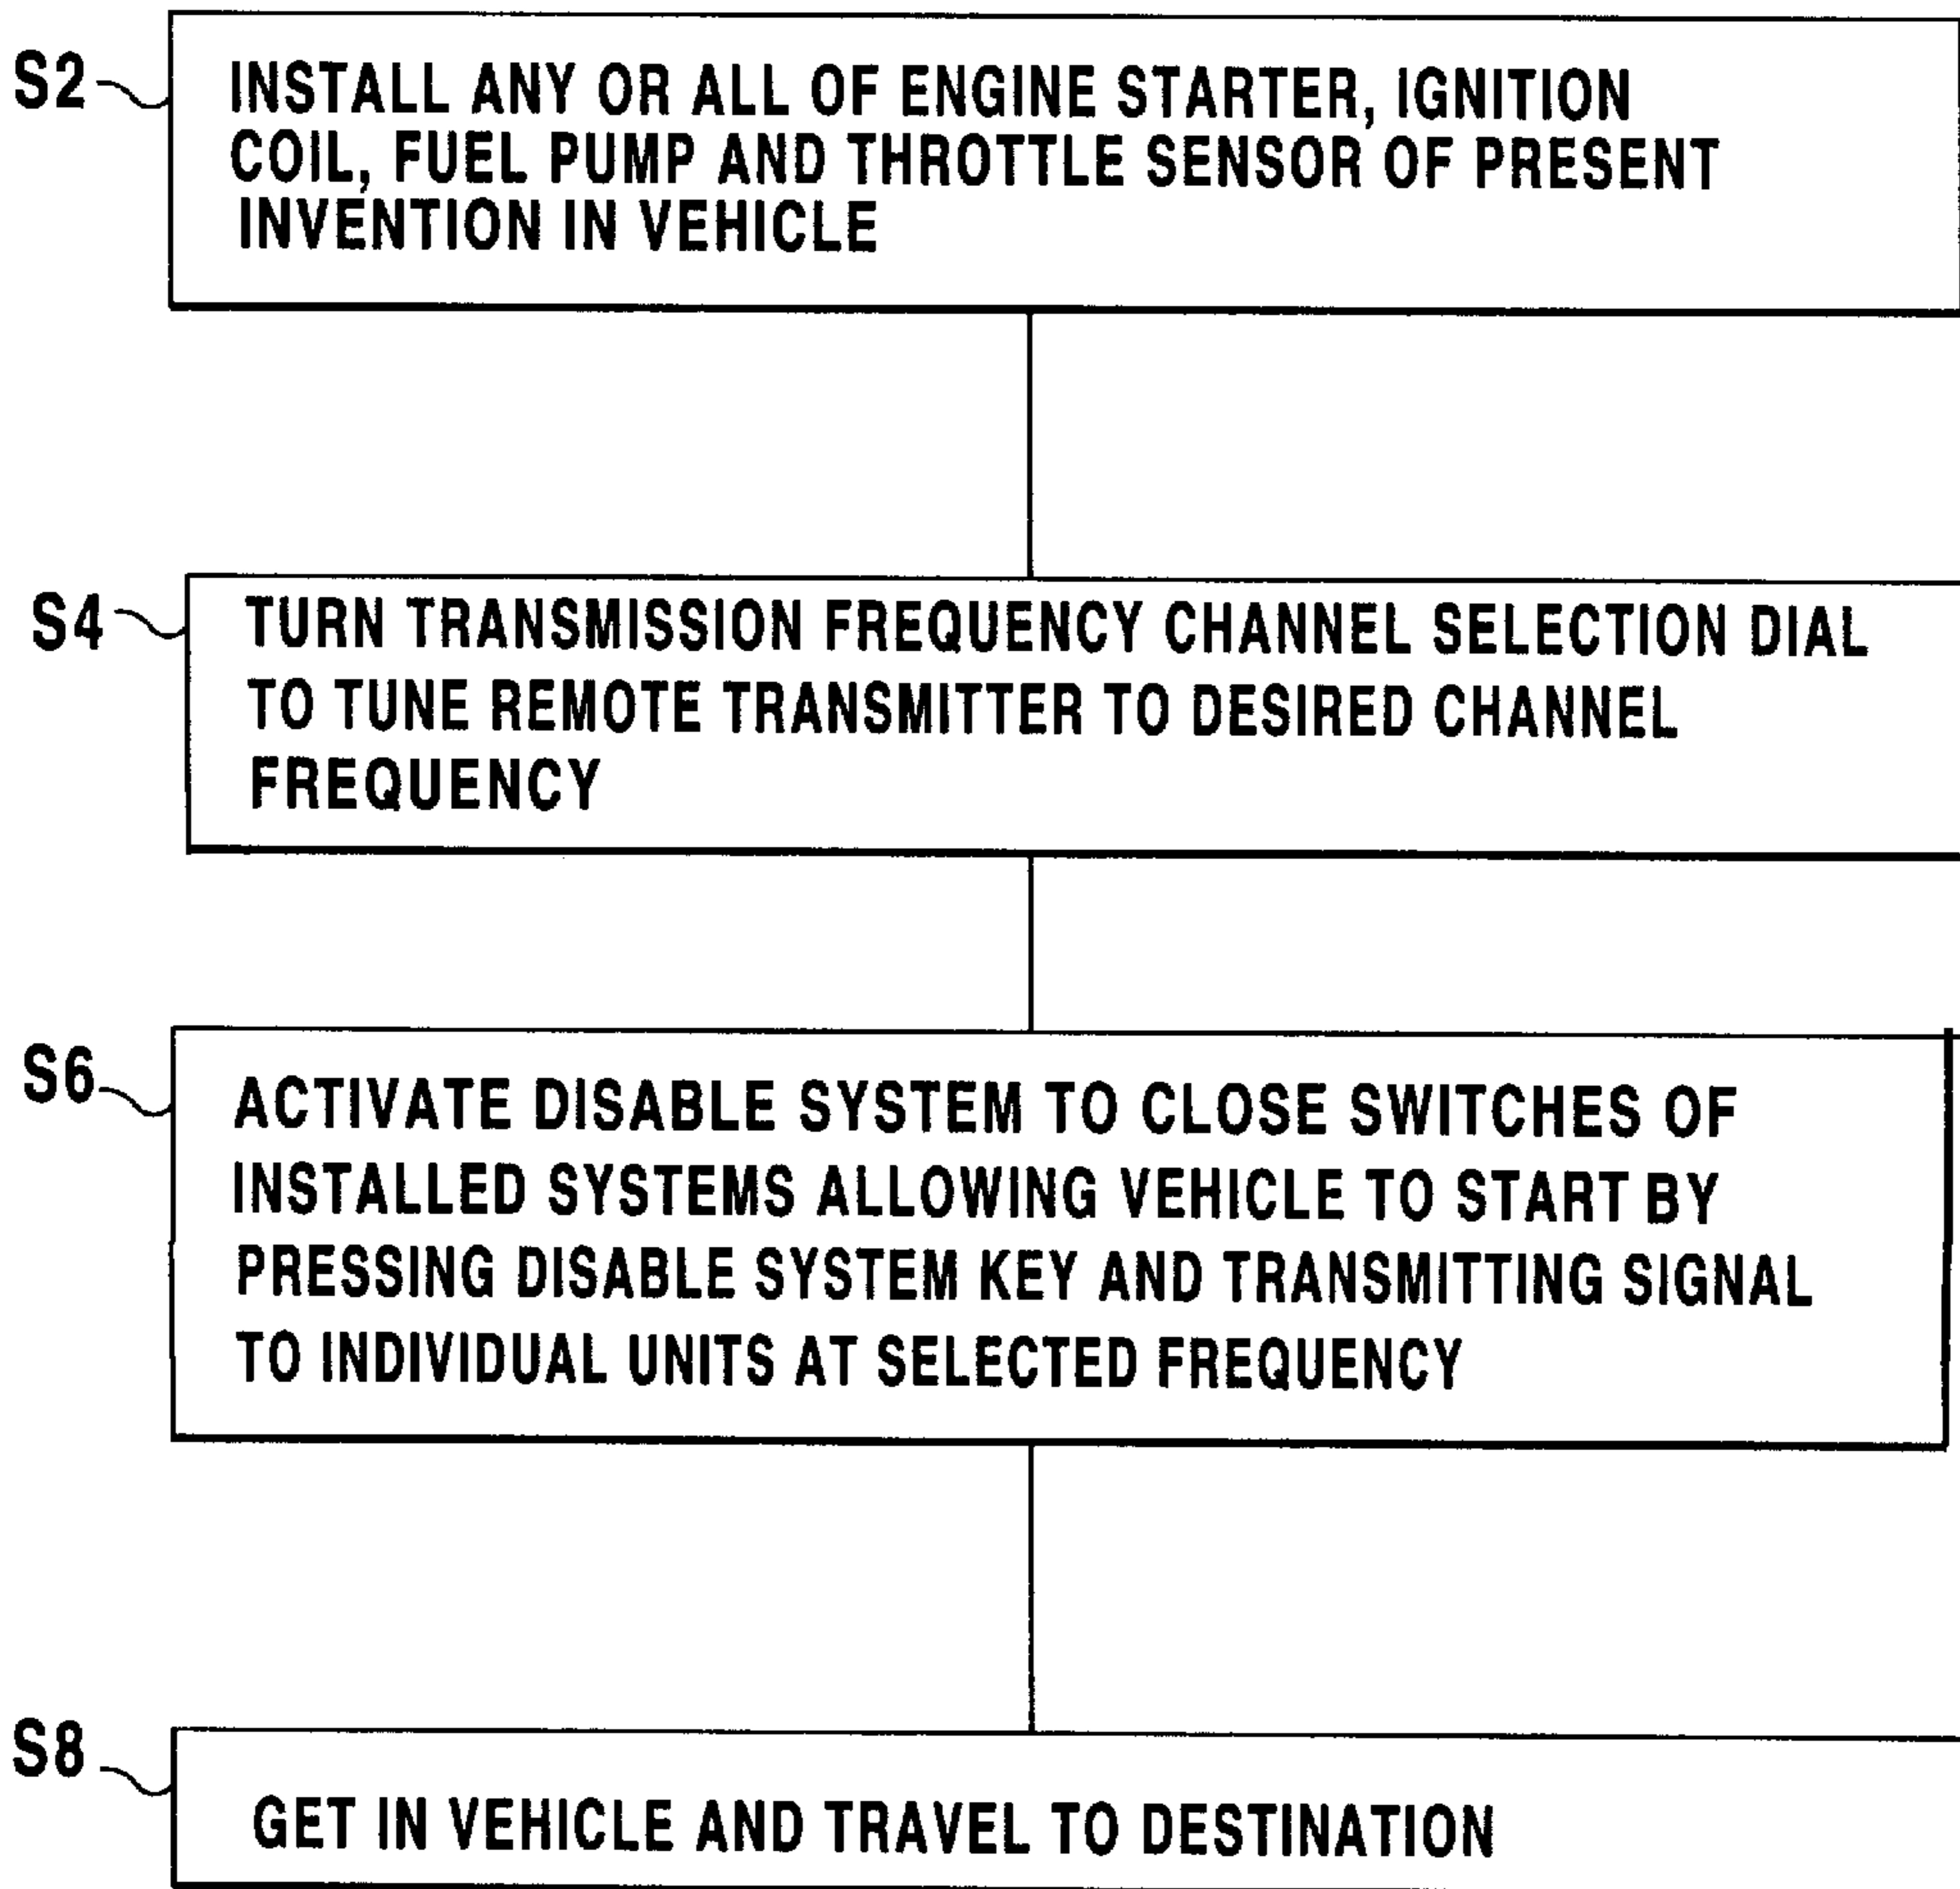 S2
INSTALL ANY OR ALL OF ENGINE STARTER, IGNITION
COIL, FUEL PUMP AND THROTTLE SENSOR OF PRESENT
INVENTION IN VEHICLE
S4
TURN TRANSMISSION FREQUENCY CHANNEL SELECTION DIAL
TO TUNE REMOTE TRANSMITTER TO DESIRED CHANNEL
FREQUENCY
S6
ACTIVATE DISABLE SYSTEM TO CLOSE SWITCHES OF
INSTALLED SYSTEMS ALLOWING VEHICLE TO START BY
PRESSING DISABLE SYSTEM KEY AND TRANSMITTING SIGNAL
TO INDIVIDUAL UNITS AT SELECTED FREQUENCY
S8
GET IN VEHICLE AND TRAVEL TO DESTINATION